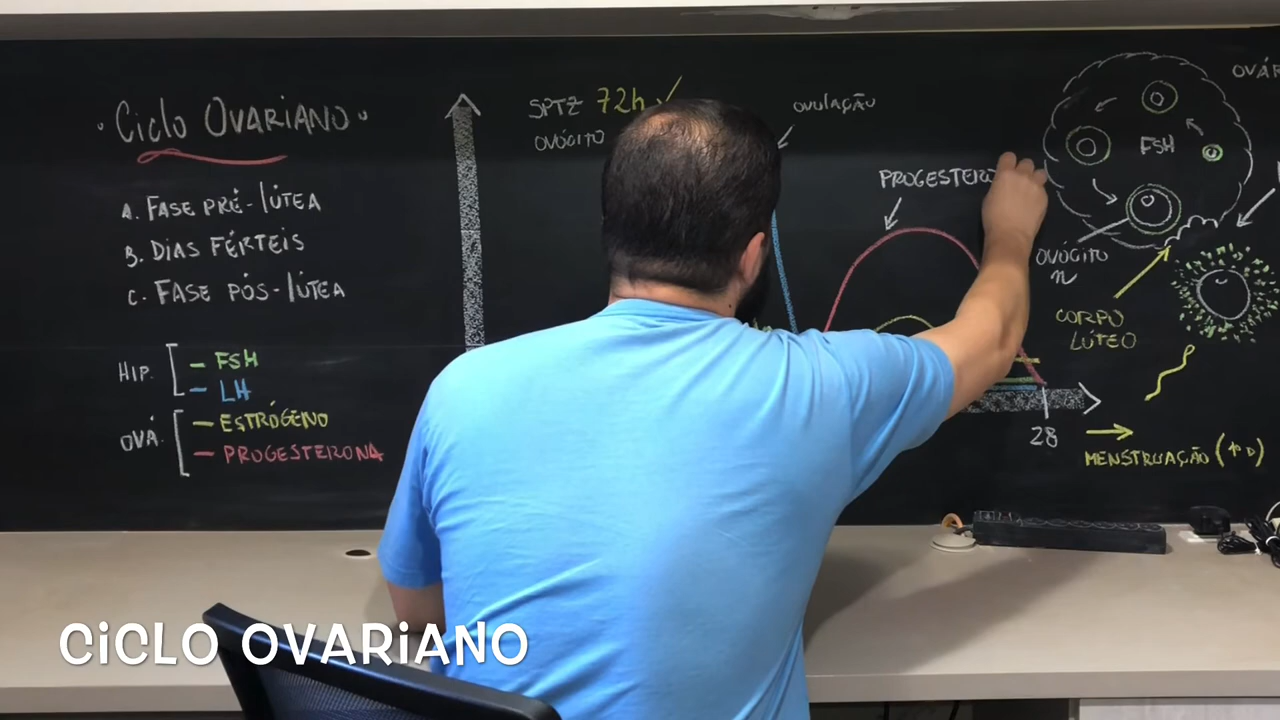 Ciclo OVARIANO
A. FASE PRÉ-LÚTEA
B. DIAS FÉRTEIS
C. FASE PÓS-LÚTEA
HIP.
FSH
LH
OVÁ.
ESTRÓGENO
PROGESTERONA
SPTZ 72h
OVÓCITO
OVULAÇÃO
FSH
OVÓCITO
n
CORPO
LÚTEO
28
MENSTRUAÇÃO
CiCLO OVARiANO